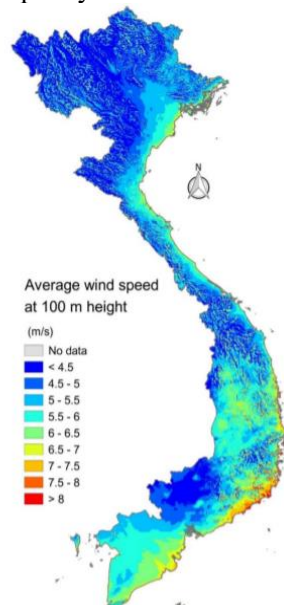 N
Average wind speed
at 100 m height
(m/s)
No data
< 4.5
4.5 - 5
5 - 5.5
5.5 - 6
6 - 6.5
6.5 - 7
7 - 7.5
7.5 - 8
> 8